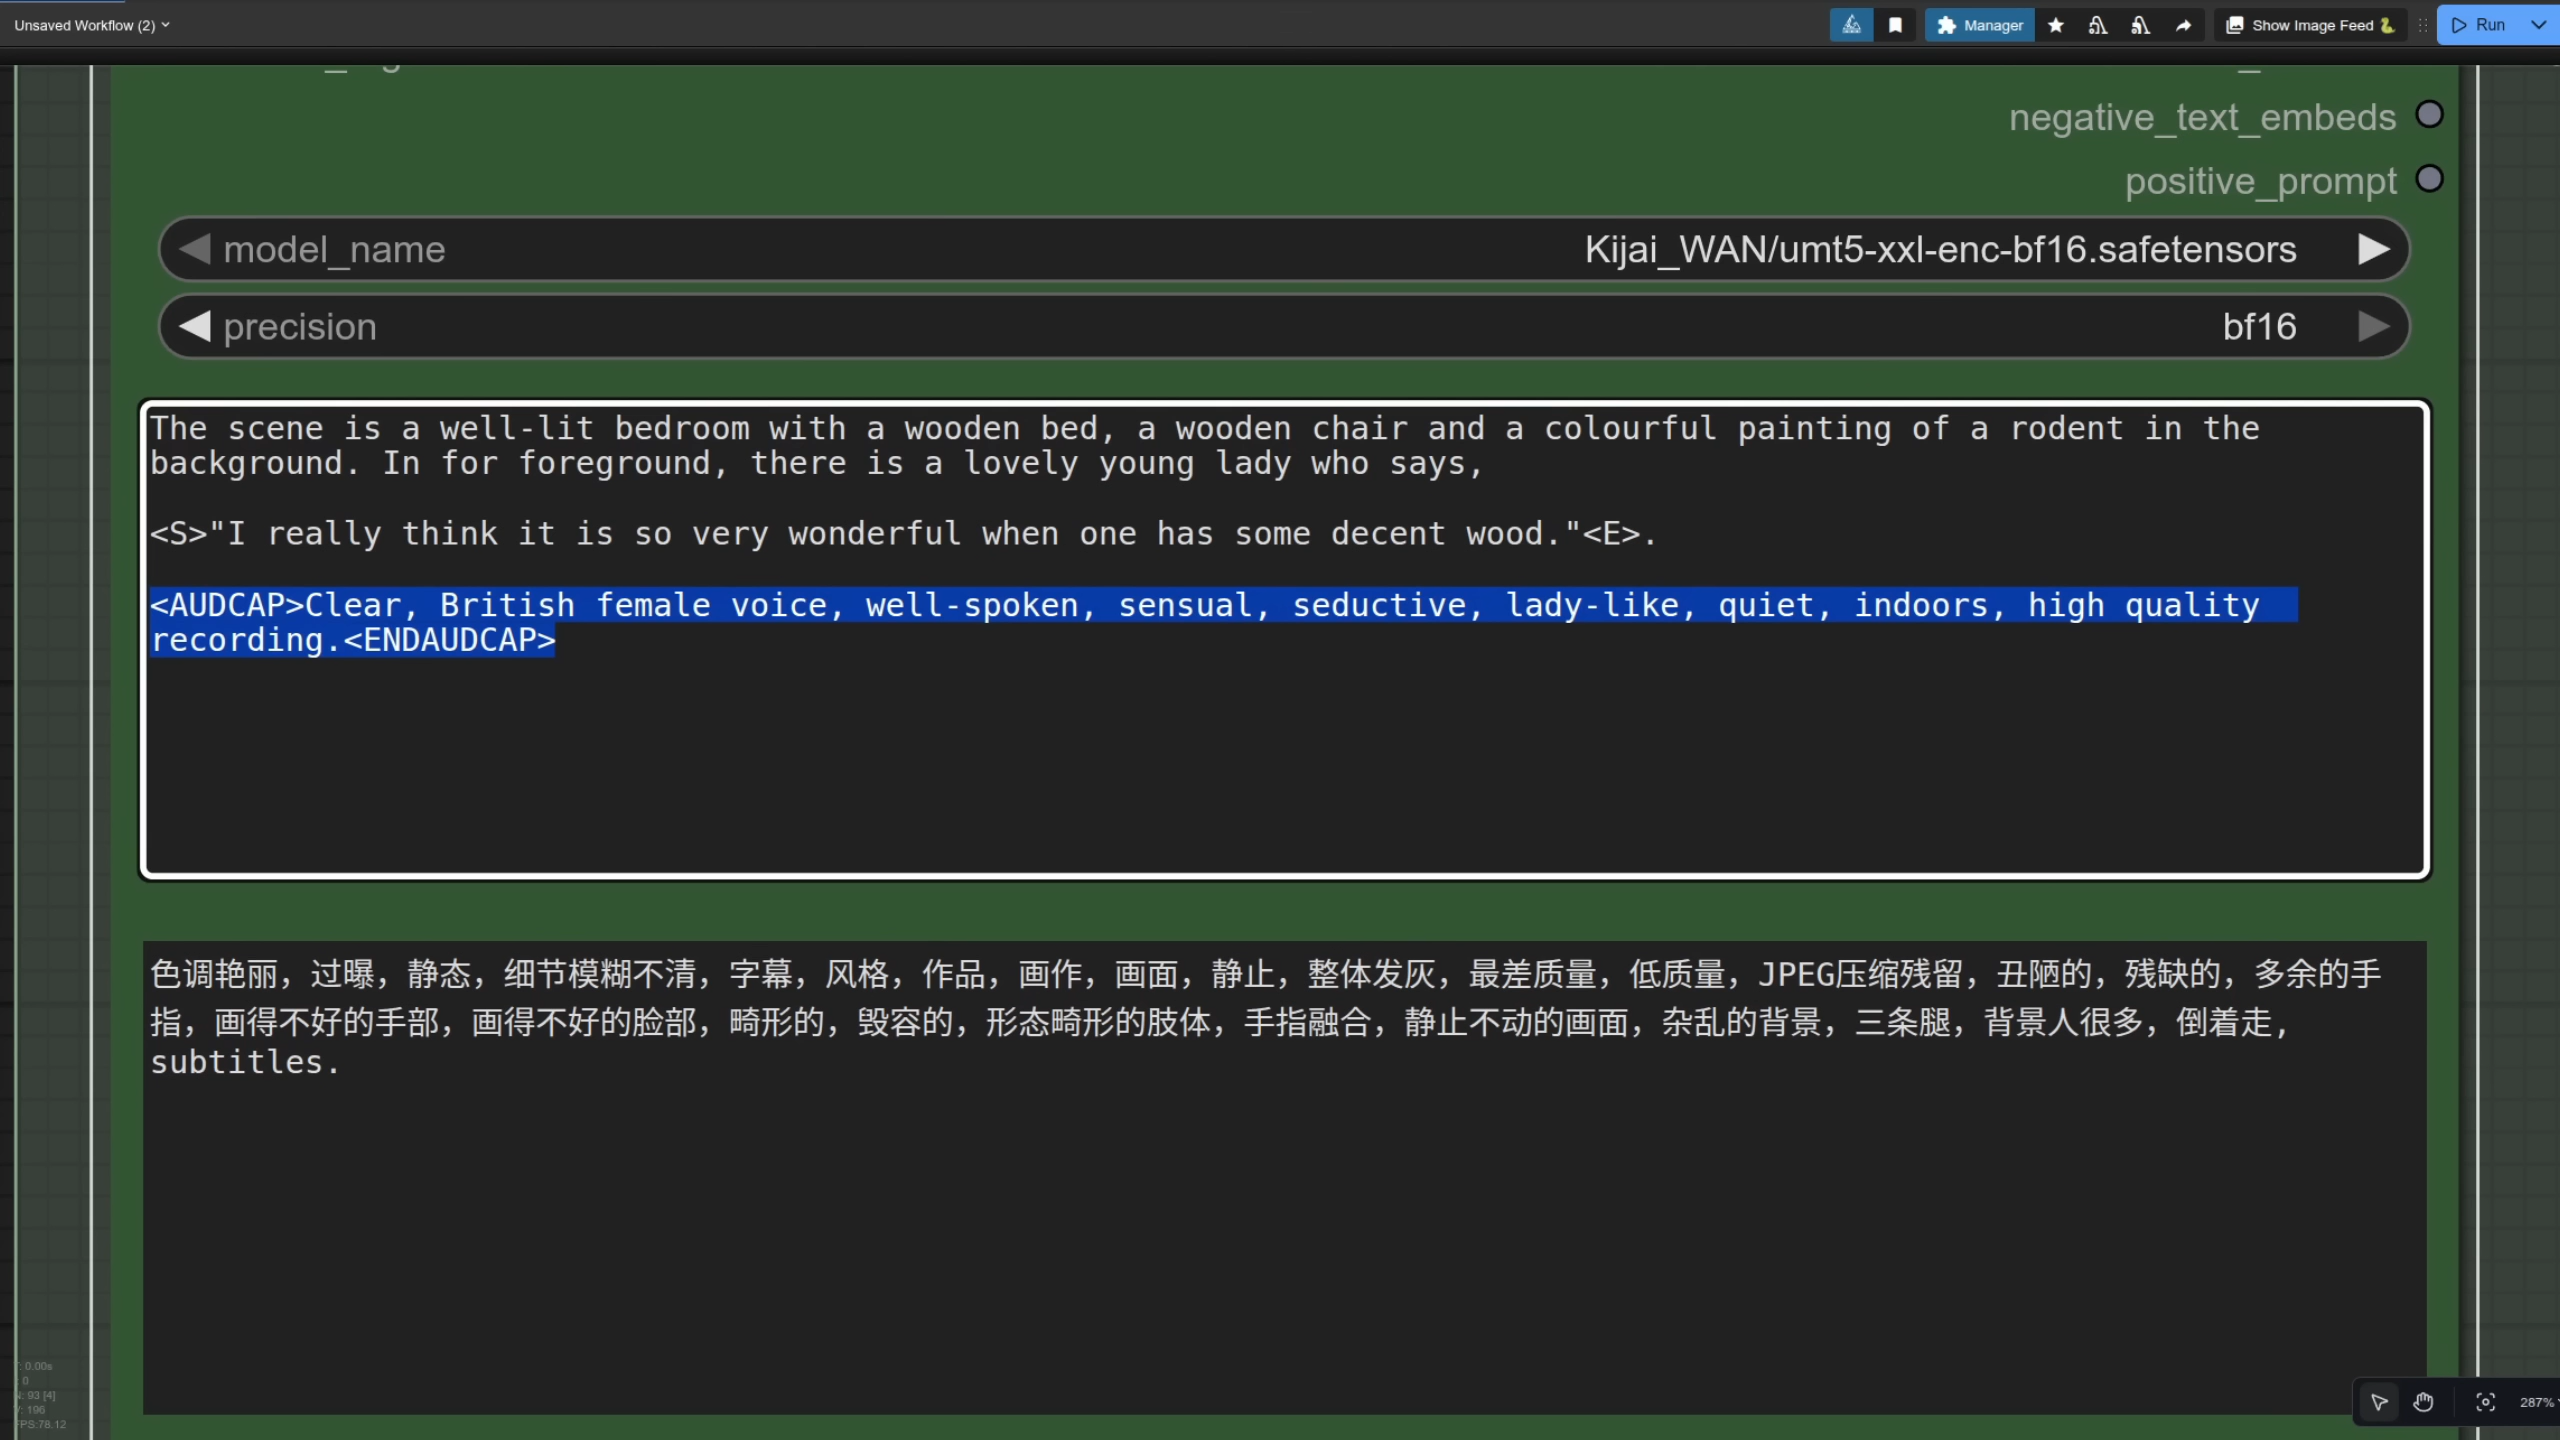 Unsaved Workflow (2)
Manager
Show Image Feed
Run
negative_text_embeds
positive_prompt
model_name Kijai_WAN/umt5-xxl-enc-bf16.safetensors
precision bf16
The scene is a well-lit bedroom with a wooden bed, a wooden chair and a colourful painting of a rodent in the
background. In for foreground, there is a lovely young lady who says,
<S>"I really think it is so very wonderful when one has some decent wood."<E>.
<AUDCAP>Clear, British female voice, well-spoken, sensual, seductive, lady-like, quiet, indoors, high quality
recording.<ENDAUDCAP>
色调艳丽，过曝，静态，细节模糊不清，字幕，风格，作品，画作，画面，静止，整体发灰，最差质量，低质量，JPEG压缩残留，丑陋的，残缺的，多余的手
指，画得不好的手部，画得不好的脸部，畸形的，毁容的，形态畸形的肢体，手指融合，静止不动的画面，杂乱的背景，三条腿，背景人很多，倒着走,
subtitles.
0.00s
0
93 [4]
196
FPS:78.12
287%